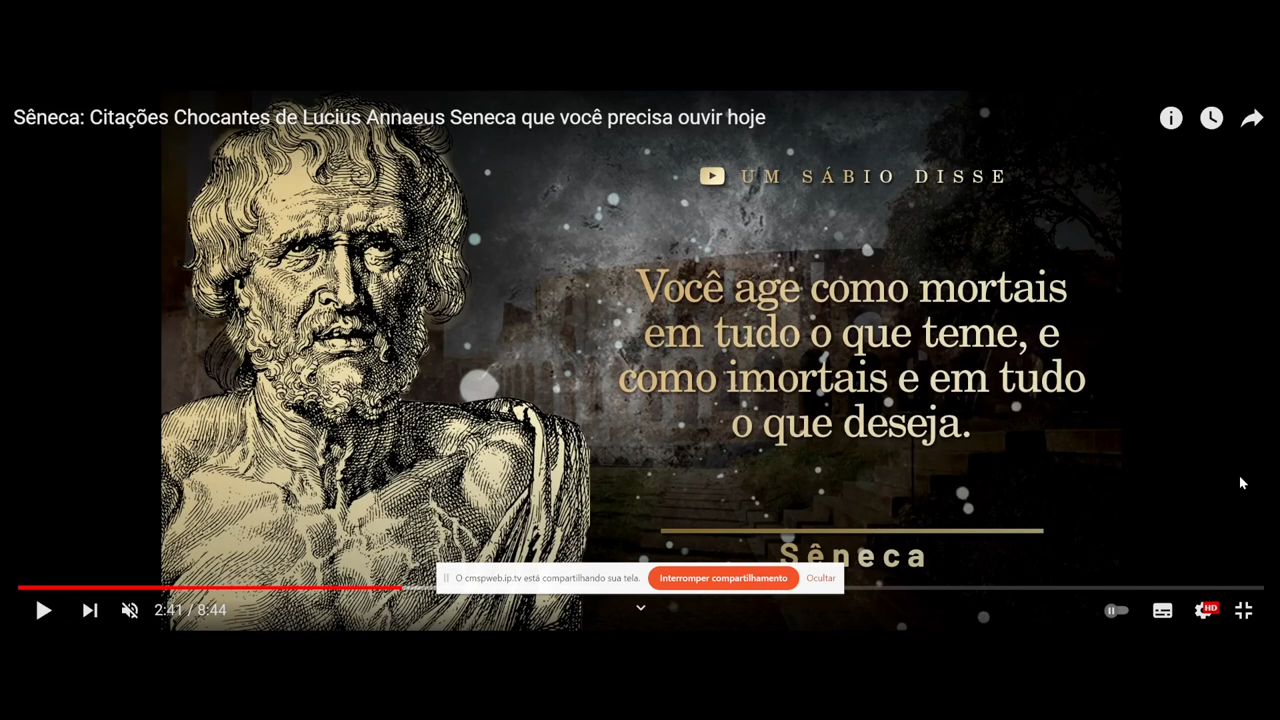 Sêneca: Citações Chocantes de Lucius Annaeus Seneca que você precisa ouvir hoje
UM SÁBIO DISSE
Você age como mortais
em tudo o que teme, e
como imortais e em tudo
o que deseja.
Sêneca
O cmspweb.ip.tv está compartilhando sua tela. Interromper compartilhamento Ocultar
2:41 / 8:44 HD